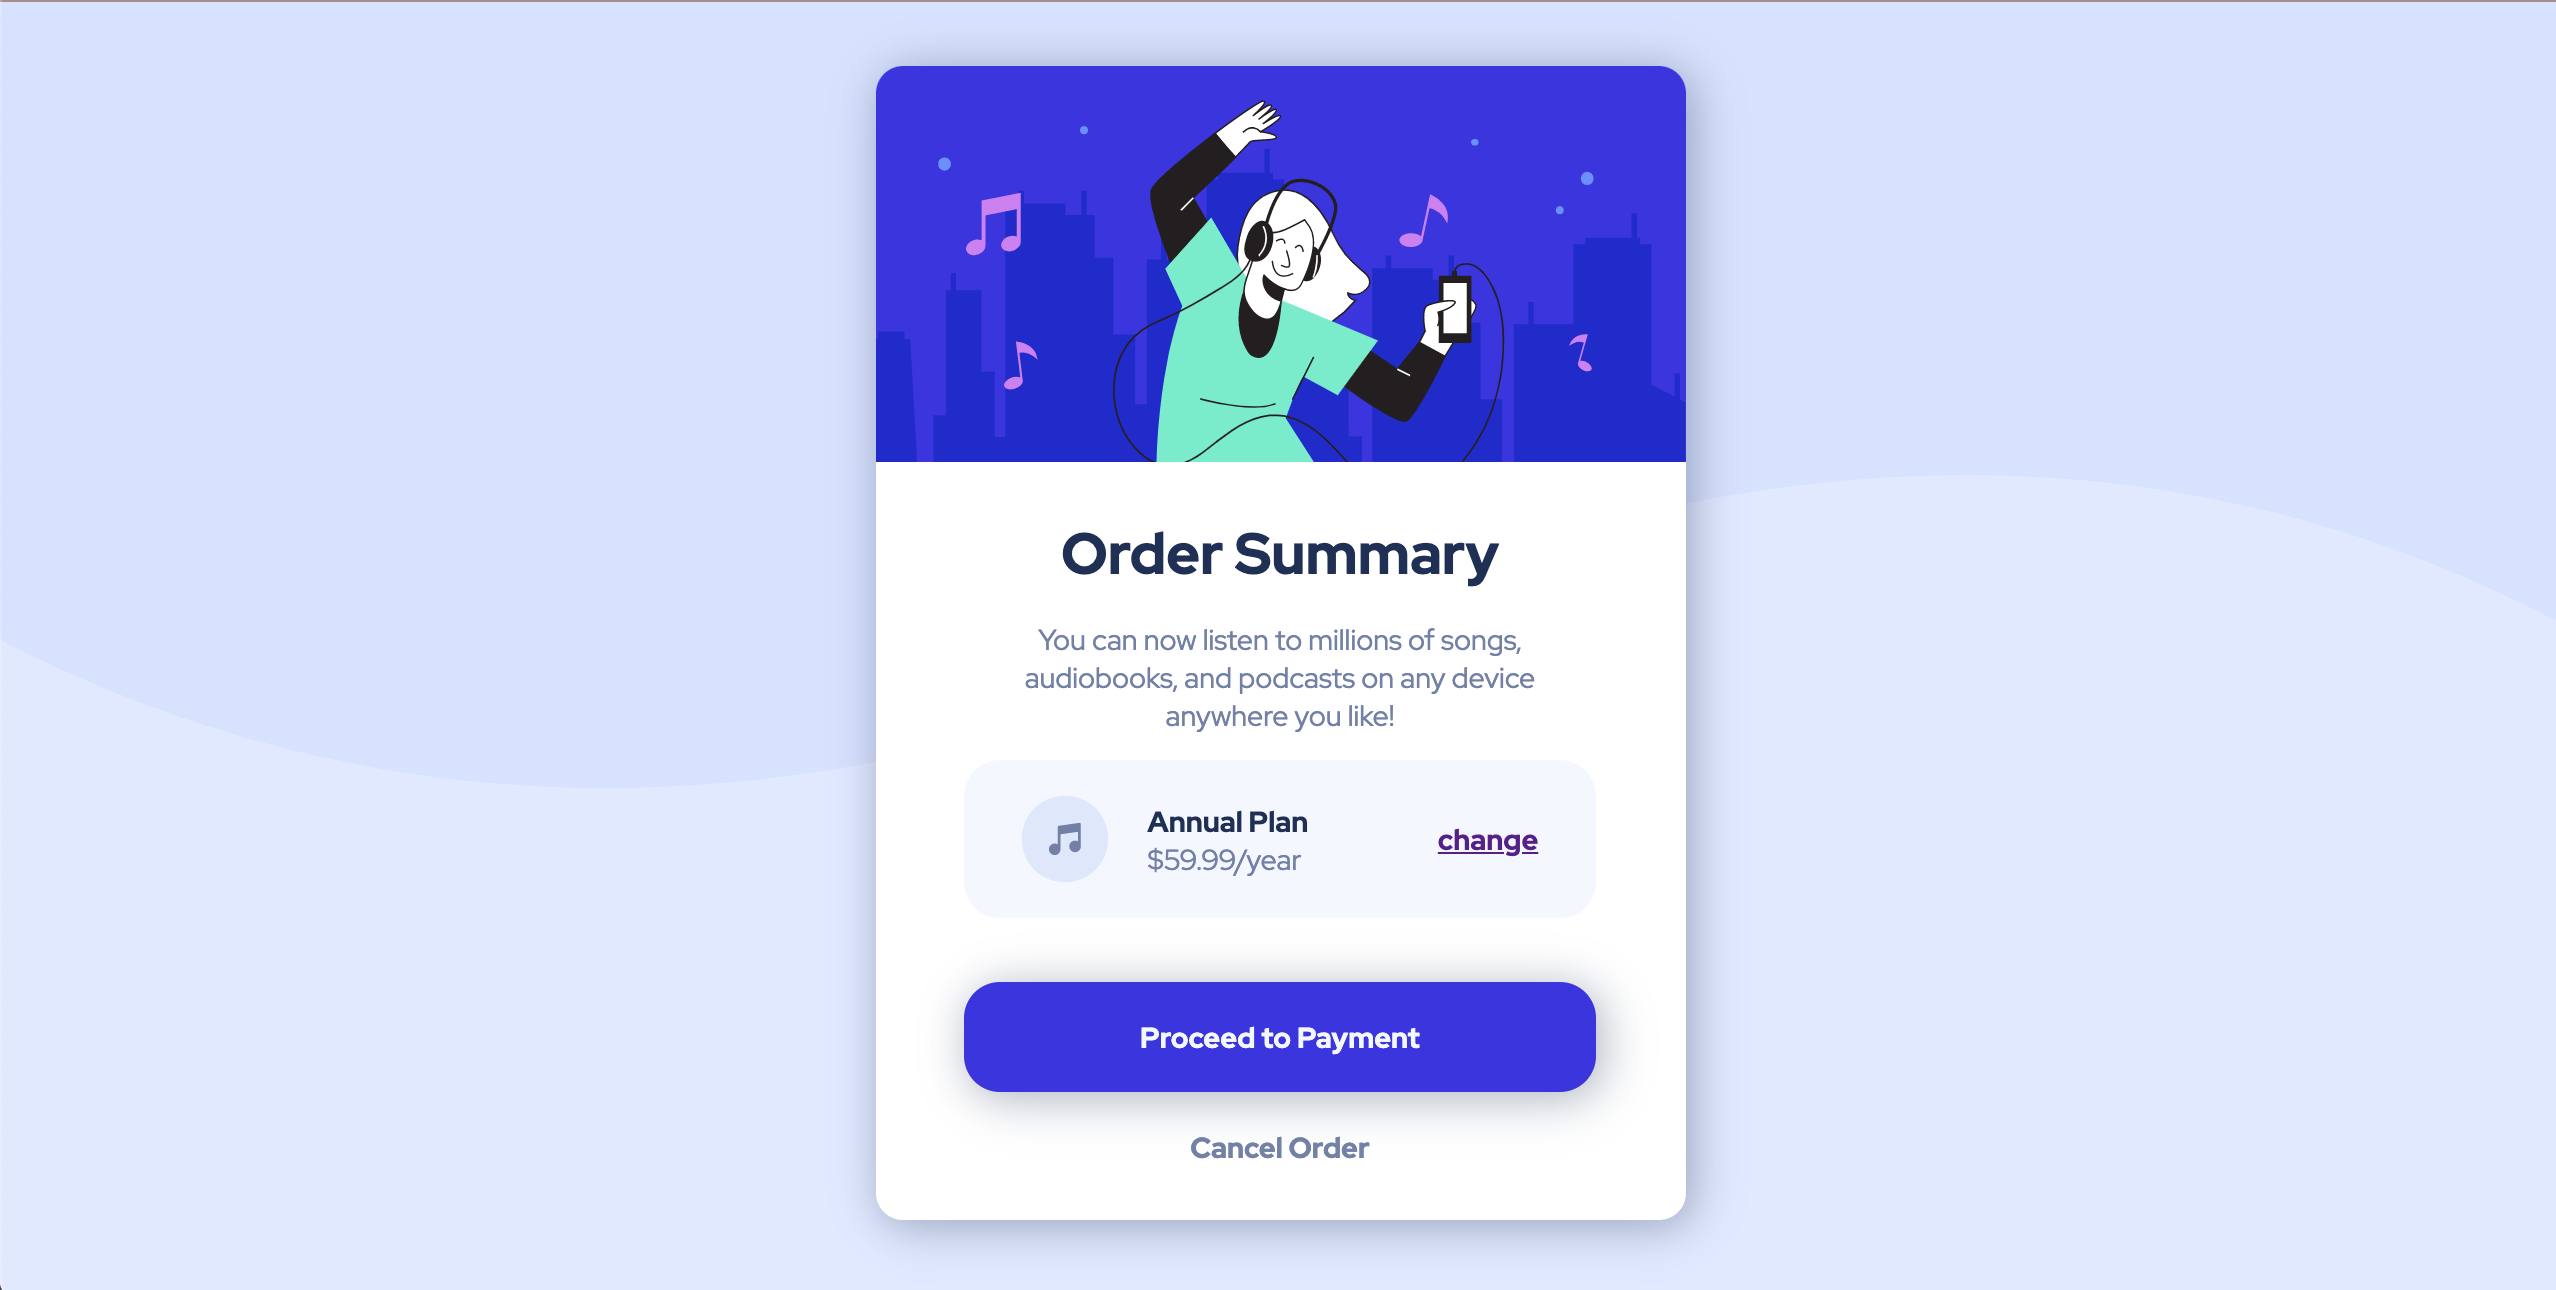 Order Summary
You can now listen to millions of songs,
audiobooks, and podcasts on any device
anywhere you like!
Annual Plan
$59.99/year
change
Proceed to Payment
Cancel Order